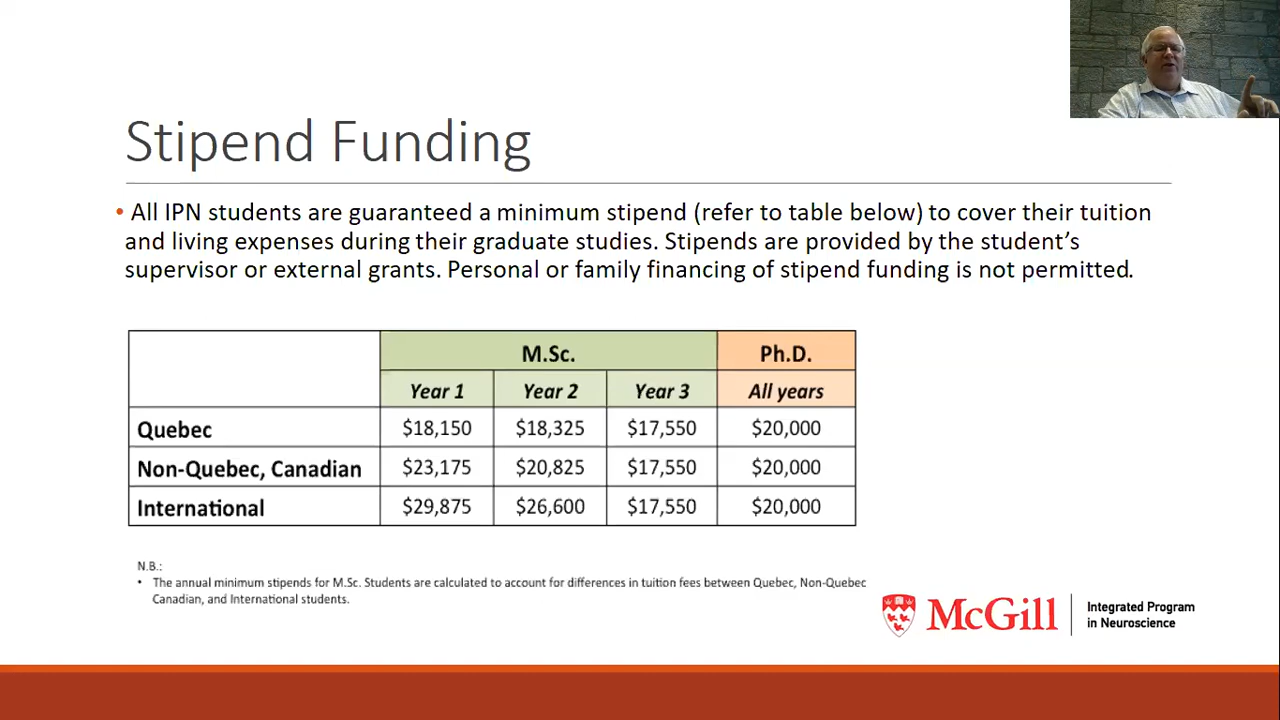 Stipend Funding
• All IPN students are guaranteed a minimum stipend (refer to table below) to cover their tuition
and living expenses during their graduate studies. Stipends are provided by the student's
supervisor or external grants. Personal or family financing of stipend funding is not permitted.
M.Sc. Ph.D.
Year 1 Year 2 Year 3 All years
Quebec $18,150 $18,325 $17,550 $20,000
Non-Quebec, Canadian $23,175 $20,825 $17,550 $20,000
International $29,875 $26,600 $17,550 $20,000
N.B.:
• The annual minimum stipends for M.Sc. Students are calculated to account for differences in tuition fees between Quebec, Non-Quebec
Canadian, and International students.
McGill
Integrated Program
in Neuroscience